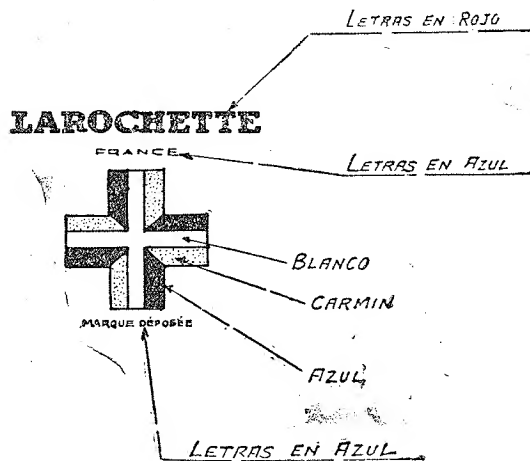 LETRAS EN ROJO
LAROCHETTE
FRANCE
LETRAS EN AZUL
BLANCO
CARMIN
MARQUE DÉPOSÉE
AZUL
LETRAS EN AZUL